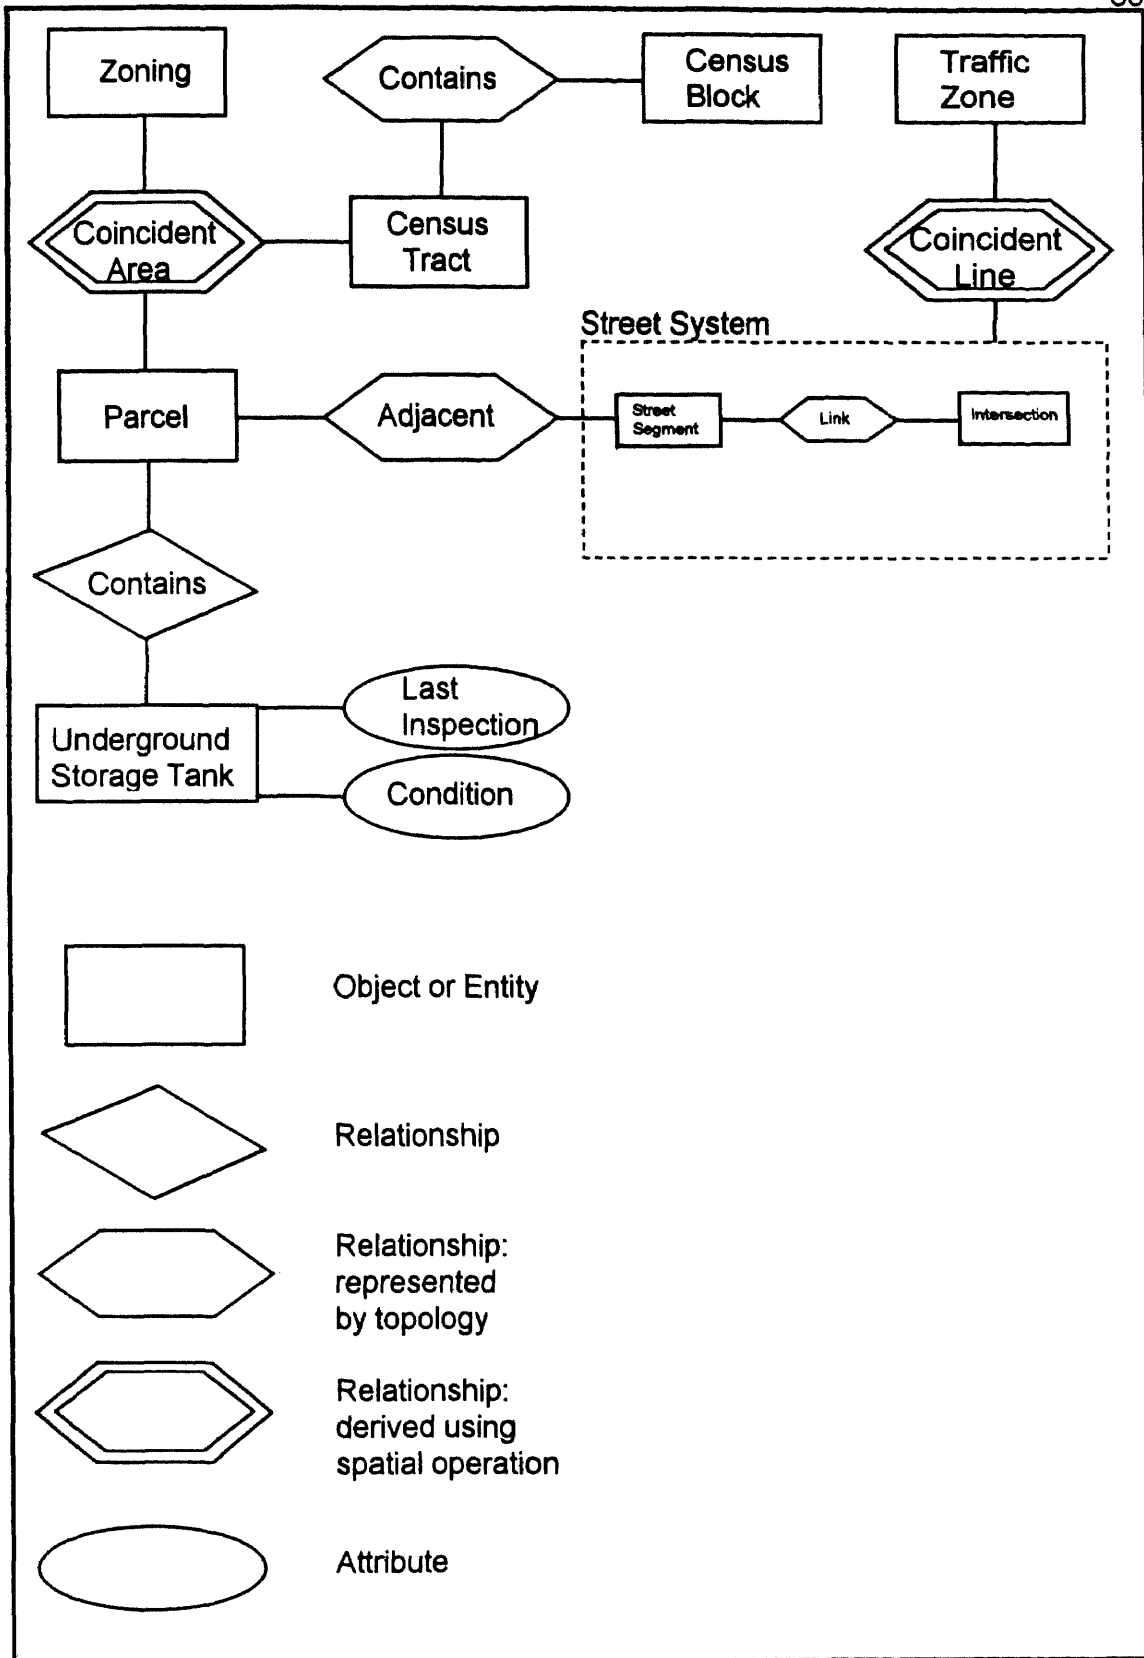 Zoning
Contains
Census
Block
Traffic
Zone
Coincident
Area
Census
Tract
Coincident
Line
Street System
Parcel
Adjacent
Street
Segment
Link
Intersection
Contains
Underground
Storage Tank
Last
Inspection
Condition
Object or Entity
Relationship
Relationship:
represented
by topology
Relationship:
derived using
spatial operation
Attribute